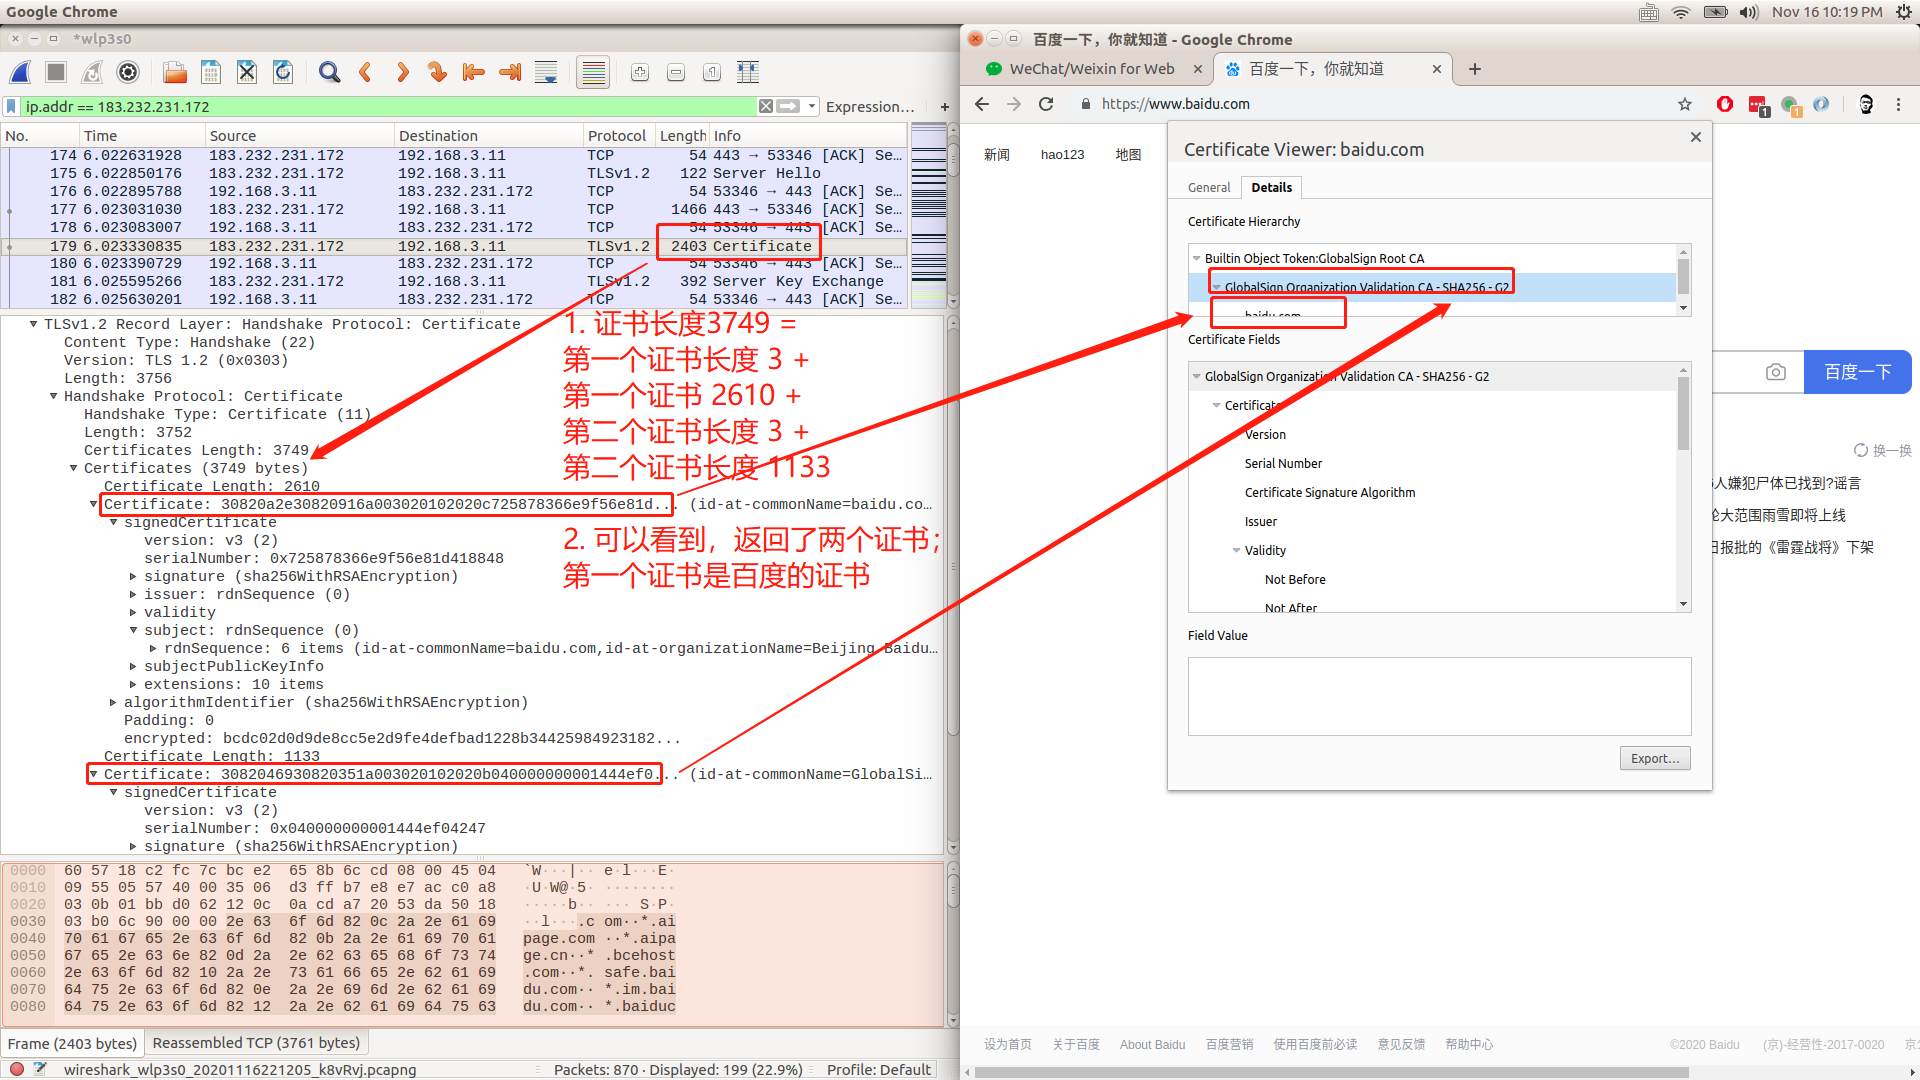 Google Chrome
Nov 16 10:19 PM
*wlp3s0
ip.addr == 183.232.231.172
Expression…
No. Time Source Destination Protocol Length Info
174 6.022631928 183.232.231.172 192.168.3.11 TCP 54 443 → 53346 [ACK] Se…
175 6.022850176 183.232.231.172 192.168.3.11 TLSv1.2 122 Server Hello
176 6.022895788 192.168.3.11 183.232.231.172 TCP 54 53346 → 443 [ACK] Se…
177 6.023031030 183.232.231.172 192.168.3.11 TCP 1466 443 → 53346 [ACK] Se…
178 6.023083007 192.168.3.11 183.232.231.172 TCP 54 53346 → 443 [ACK] Se…
179 6.023330835 183.232.231.172 192.168.3.11 TLSv1.2 2403 Certificate
180 6.023390729 192.168.3.11 183.232.231.172 TCP 54 53346 → 443 [ACK] Se…
181 6.025595266 183.232.231.172 192.168.3.11 TLSv1.2 392 Server Key Exchange
182 6.025630201 192.168.3.11 183.232.231.172 TCP 54 53346 → 443 [ACK] Se…
TLSv1.2 Record Layer: Handshake Protocol: Certificate
Content Type: Handshake (22)
Version: TLS 1.2 (0x0303)
Length: 3756
Handshake Protocol: Certificate
Handshake Type: Certificate (11)
Length: 3752
Certificates Length: 3749
Certificates (3749 bytes)
Certificate Length: 2610
Certificate: 30820a2e30820916a003020102020c725878366e9f56e81d... (id-at-commonName=baidu.co…
signedCertificate
version: v3 (2)
serialNumber: 0x725878366e9f56e81d418848
signature (sha256WithRSAEncryption)
issuer: rdnSequence (0)
validity
subject: rdnSequence (0)
rdnSequence: 6 items (id-at-commonName=baidu.com,id-at-organizationName=Beijing Baidu…
subjectPublicKeyInfo
extensions: 10 items
algorithmIdentifier (sha256WithRSAEncryption)
Padding: 0
encrypted: bcdc02d0d9de8cc5e2d9fe4defbad1228b34425984923182...
Certificate Length: 1133
Certificate: 3082046930820351a003020102020b040000000001444ef0... (id-at-commonName=GlobalSi…
signedCertificate
version: v3 (2)
serialNumber: 0x040000000001444ef04247
signature (sha256WithRSAEncryption)
1. 证书长度3749 =
第一个证书长度 3 +
第一个证书 2610 +
第二个证书长度 3 +
第二个证书长度 1133
2. 可以看到，返回了两个证书；
第一个证书是百度的证书
0000 60 57 18 c2 fc 7c bc e2 65 8b 6c cd 08 00 45 04 `W···|·· e·l···E·
0010 09 55 05 57 40 00 35 06 d3 ff b7 e8 e7 ac c0 a8 ·U·W@·5· ········
0020 03 0b 01 bb d0 62 12 0c 0a cd a7 20 53 da 50 18 ·····b·· ··· S·P·
0030 03 b0 6c 90 00 00 2e 63 6f 6d 82 0c 2a 2e 61 69 ··l···.c om··*.ai
0040 70 61 67 65 2e 63 6f 6d 82 0b 2a 2e 61 69 70 61 page.com ··*.aipa
0050 67 65 2e 63 6e 82 0d 2a 2e 62 63 65 68 6f 73 74 ge.cn··* .bcehost
0060 2e 63 6f 6d 82 10 2a 2e 73 61 66 65 2e 62 61 69 .com··*. safe.bai
0070 64 75 2e 63 6f 6d 82 0e 2a 2e 69 6d 2e 62 61 69 du.com·· *.im.bai
0080 64 75 2e 63 6f 6d 82 12 2a 2e 62 61 69 64 75 63 du.com·· *.baiduc
Frame (2403 bytes) Reassembled TCP (3761 bytes)
wireshark_wlp3s0_20201116221205_k8vRvj.pcapng
Packets: 870 · Displayed: 199 (22.9%)
Profile: Default
百度一下，你就知道 - Google Chrome
WeChat/Weixin for Web
百度一下，你就知道
https://www.baidu.com
1
1
新闻 hao123 地图
Certificate Viewer: baidu.com
General Details
Certificate Hierarchy
Builtin Object Token:GlobalSign Root CA
GlobalSign Organization Validation CA - SHA256 - G2
baidu.com
Certificate Fields
GlobalSign Organization Validation CA - SHA256 - G2
Certificate
Version
Serial Number
Certificate Signature Algorithm
Issuer
Validity
Not Before
Not After
Field Value
Export…
百度一下
换一换
人嫌犯尸体已找到?谣言
大范围雨雪即将上线
日报批的《雷霆战将》下架
设为首页 关于百度 About Baidu 百度营销 使用百度前必读 意见反馈 帮助中心 ©2020 Baidu (京)-经营性-2017-0020 京